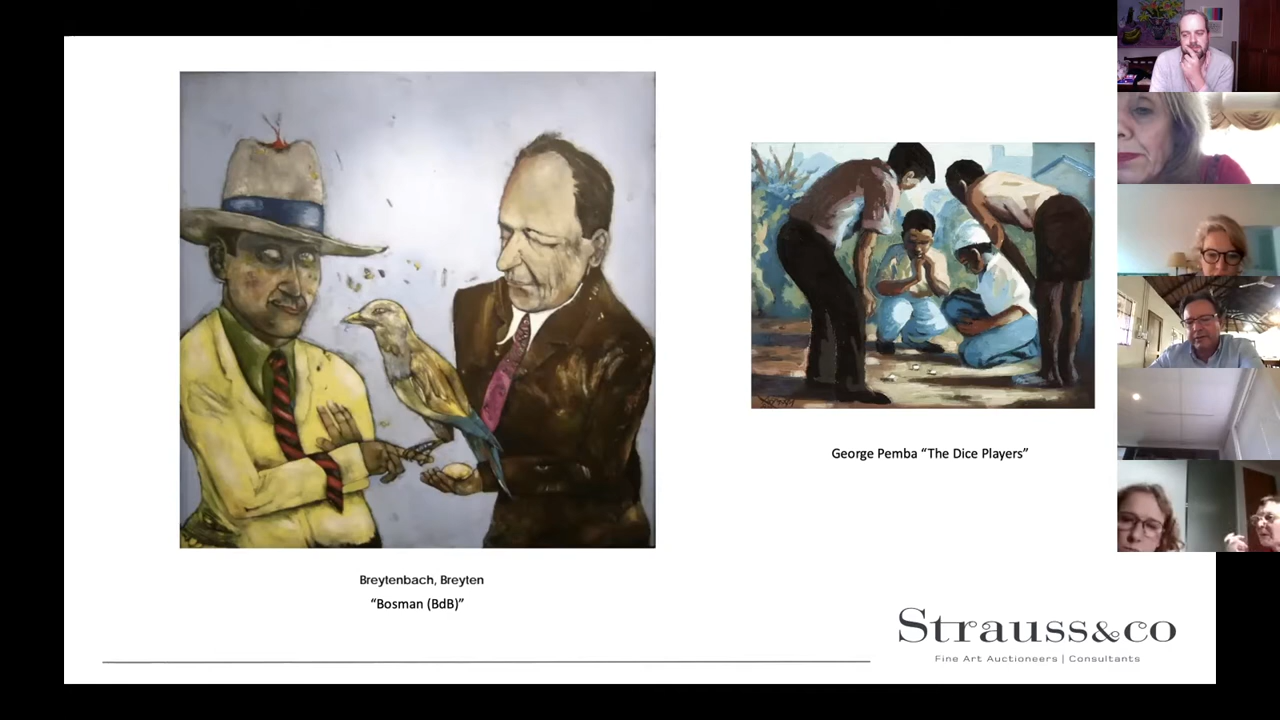 Breytenbach, Breyten
“Bosman (BdB)”
George Pemba “The Dice Players”
Strauss&co
Fine Art Auctioneers | Consultants